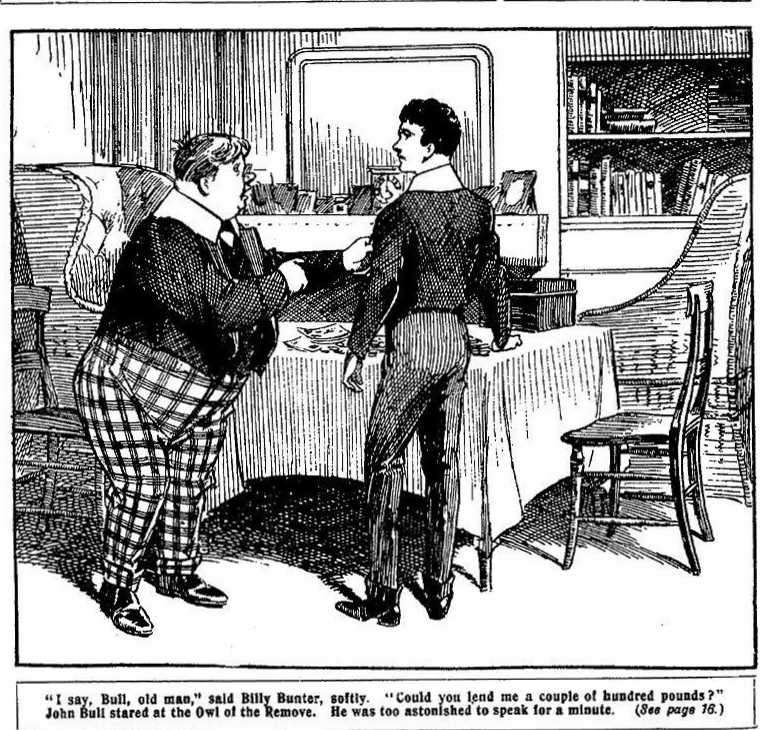 "I say, Bull, old man," said Billy Bunter, softly. "Could you lend me a couple of hundred pounds?"
John Bull stared at the Owl of the Remove. He was too astonished to speak for a minute. (See page 16.)